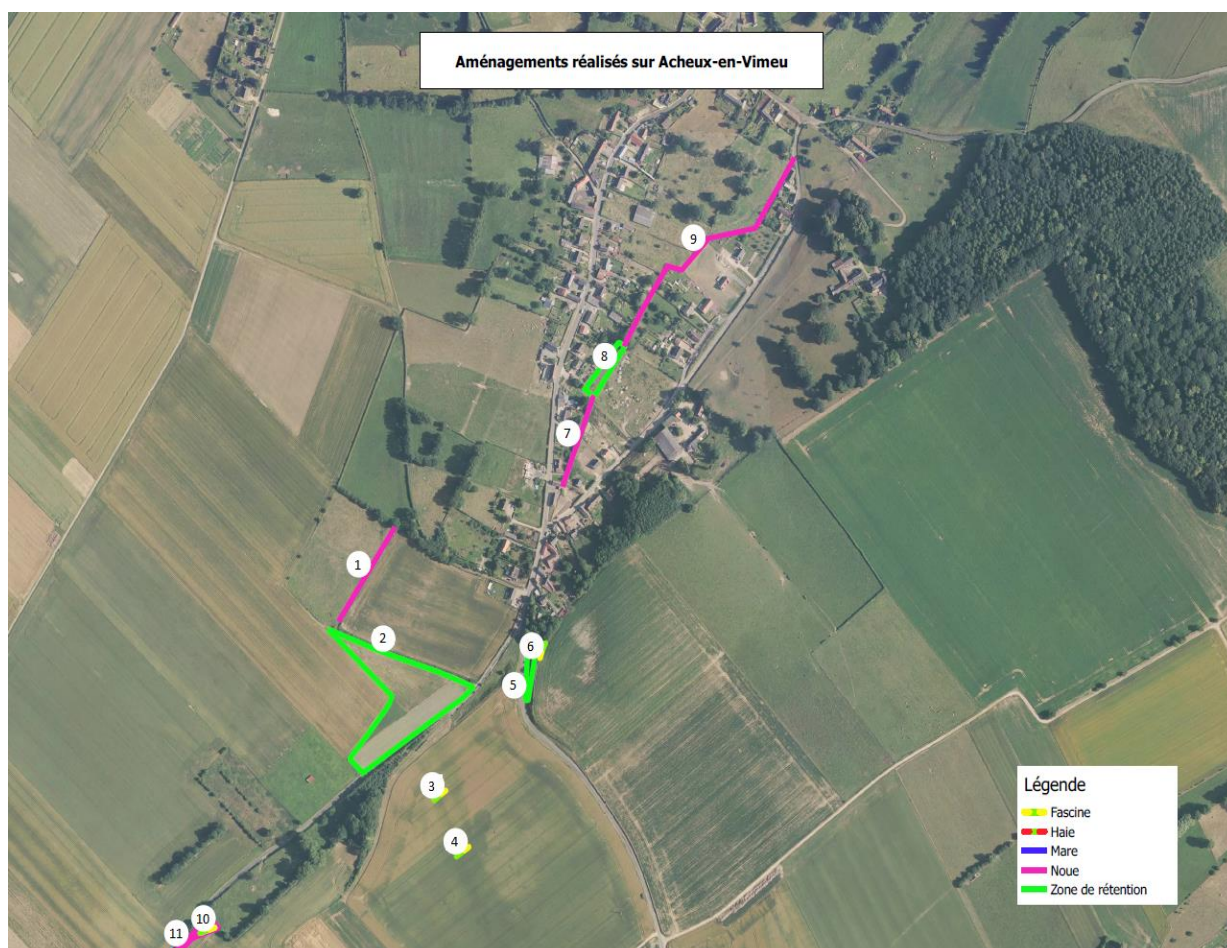 Aménagements réalisés sur Acheux-en-Vimeu
9
8
7
1
2
6
5
3
4
10
11
Légende
Fascine
Haie
Mare
Noue
Zone de rétention